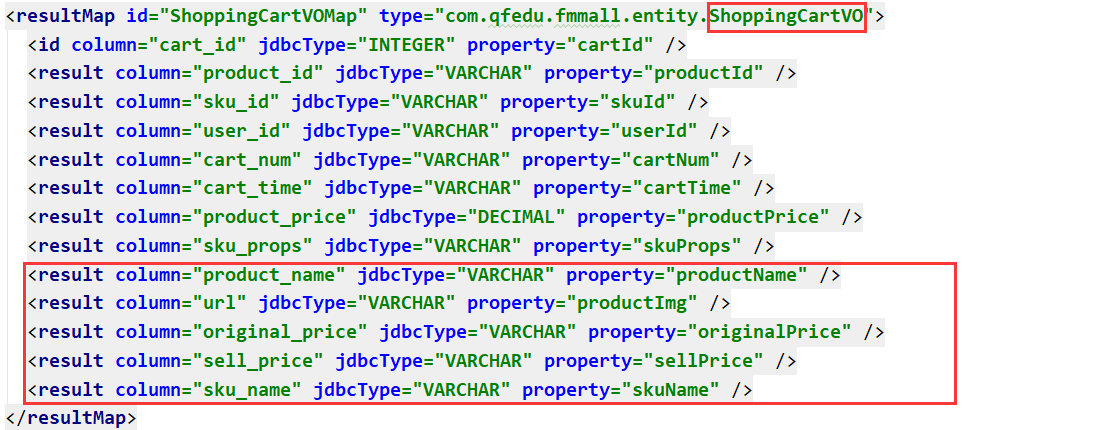 <resultMap id="ShoppingCartVOMap" type="com.qfedu.fmmall.entity.ShoppingCartVO">
<id column="cart_id" jdbcType="INTEGER" property="cartId" />
<result column="product_id" jdbcType="VARCHAR" property="productId" />
<result column="sku_id" jdbcType="VARCHAR" property="skuId" />
<result column="user_id" jdbcType="VARCHAR" property="userId" />
<result column="cart_num" jdbcType="VARCHAR" property="cartNum" />
<result column="cart_time" jdbcType="VARCHAR" property="cartTime" />
<result column="product_price" jdbcType="DECIMAL" property="productPrice" />
<result column="sku_props" jdbcType="VARCHAR" property="skuProps" />
<result column="product_name" jdbcType="VARCHAR" property="productName" />
<result column="url" jdbcType="VARCHAR" property="productImg" />
<result column="original_price" jdbcType="VARCHAR" property="originalPrice" />
<result column="sell_price" jdbcType="VARCHAR" property="sellPrice" />
<result column="sku_name" jdbcType="VARCHAR" property="skuName" />
</resultMap>